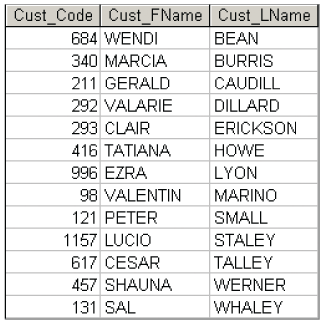 Cust_Code Cust_FName Cust_LName
684 WENDI BEAN
340 MARCIA BURRIS
211 GERALD CAUDILL
292 VALARIE DILLARD
293 CLAIR ERICKSON
416 TATIANA HOWE
996 EZRA LYON
98 VALENTIN MARINO
121 PETER SMALL
1157 LUCIO STALEY
617 CESAR TALLEY
457 SHAUNA WERNER
131 SAL WHALEY